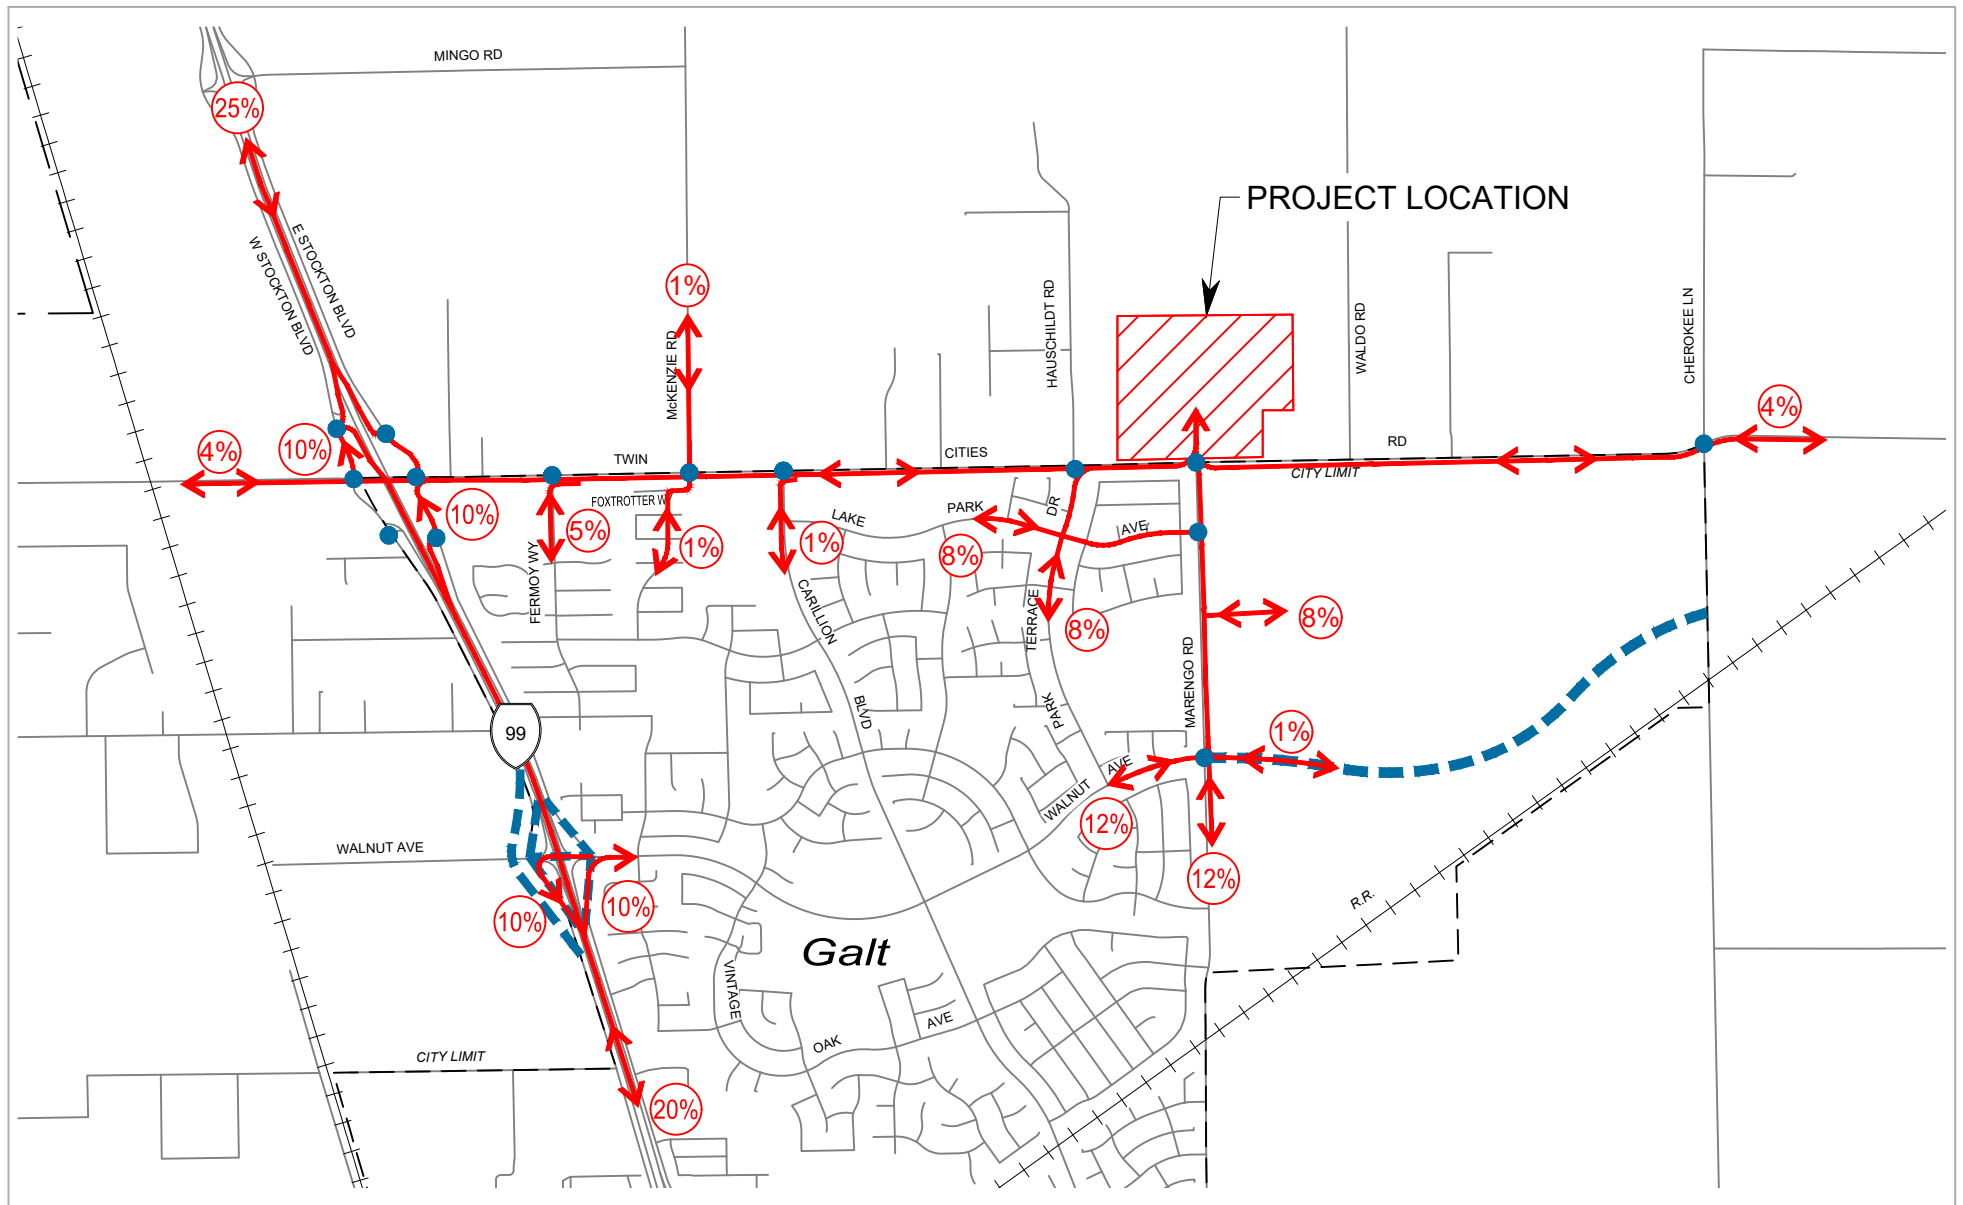 MINGO RD
25%
PROJECT LOCATION
E STOCKTON BLVD
W STOCKTON BLVD
1%
McKENZIE RD
HAUSCHILDT RD
WALDO RD
CHEROKEE LN
4%
10%
4%
TWIN
CITIES
RD
CITY LIMIT
FOXTROTTER W
10%
5%
1%
1%
LAKE
PARK
DR
AVE
8%
FERMOY WY
CARILLION
BLVD
TERRACE
PARK
8%
8%
MARENGO RD
99
1%
WALNUT
AVE
12%
12%
WALNUT AVE
10%
10%
Galt
R.R.
VINTAGE
OAK
AVE
CITY LIMIT
20%